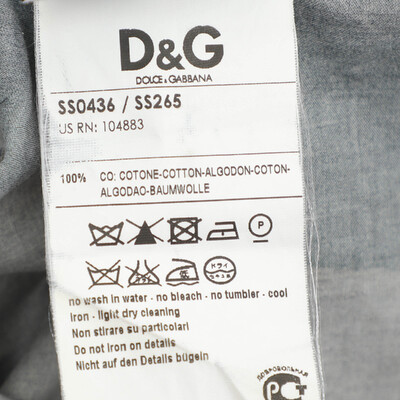 D&G
DOLCE & GABBANA
SS0436 / SS265
US RN: 104883
100% CO: COTONE-COTTON-ALGODON-COTON-
ALGODAO-BAUMWOLLE
P
no wash in water - no bleach - no tumbler - cool
iron - light dry cleaning
Non stirare su particolari
Do not iron on details
Nicht auf den Details bügeln
ДОБРОВОЛЬНАЯ